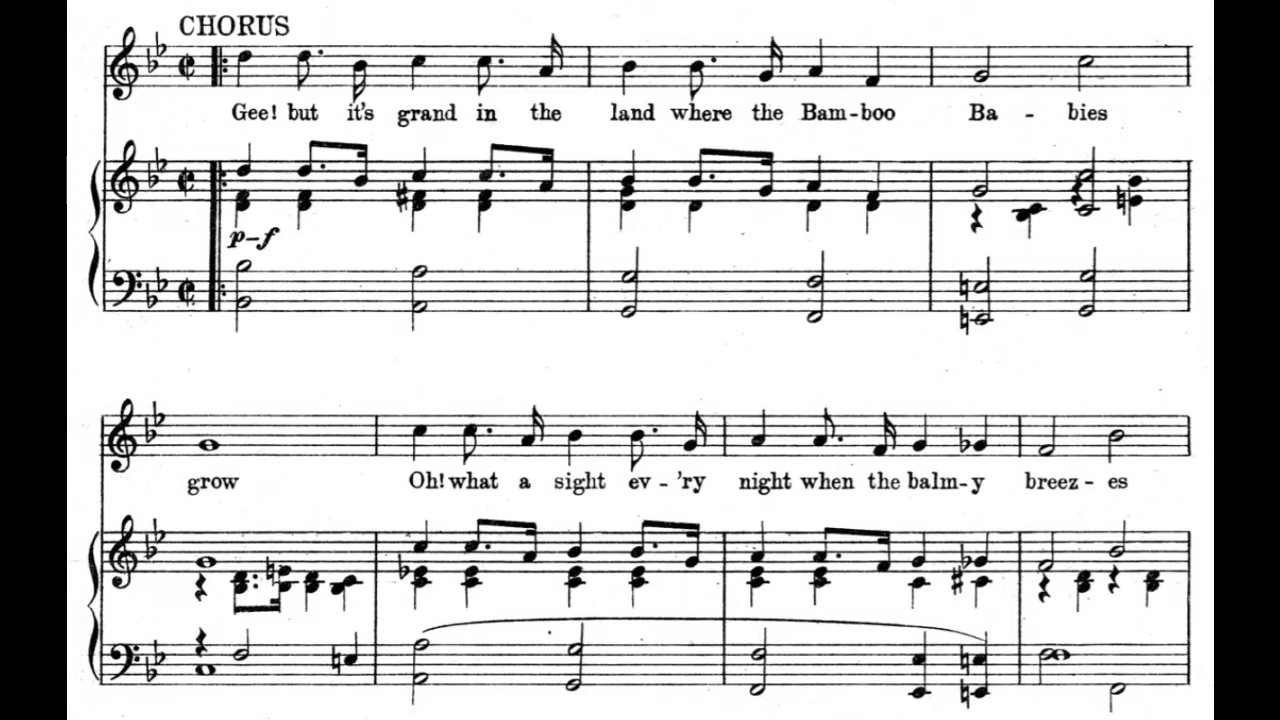 CHORUS
Gee! but it's grand in the land where the Bam-boo Ba - bies
p-f
grow Oh! what a sight ev-'ry night when the balm-y breez-es